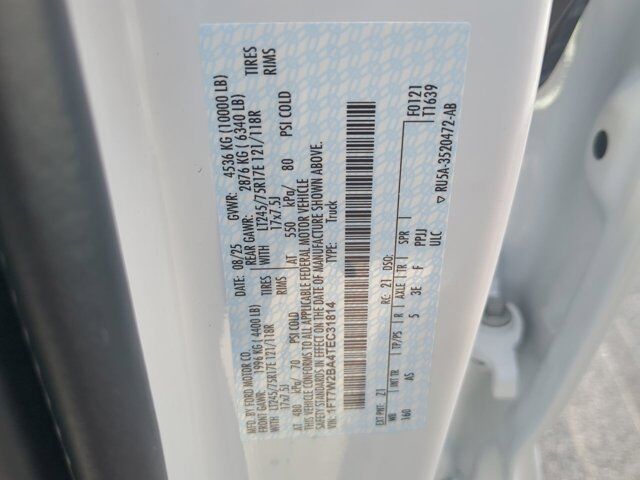 MFD. BY FORD MOTOR CO.
DATE: 08/25 GVWR: 4536 KG (10000 LB)
FRONT GAWR: 1996 KG (4400 LB) REAR GAWR: 2876 KG (6340 LB)
LT245/75R17E 121/118R TIRES WITH LT245/75R17E 121/118R TIRES
17x7.5J RIMS 17x7.5J RIMS
AT 480 kPa/ 70 PSI COLD AT 550 kPa/ 80 PSI COLD
THIS VEHICLE CONFORMS TO ALL APPLICABLE FEDERAL MOTOR VEHICLE
SAFETY STANDARDS IN EFFECT ON THE DATE OF MANUFACTURE SHOWN ABOVE.
VIN: 1FT7W2BA4TEC31814 TYPE: Truck
F0121
T1639
EXT PNT: Z1 RC: 21 DSO:
WB INT TR TP/PS R AXLE TR SPR
160 AS 5 3E F PPJJ
ULC
RU5A-3520472-AB